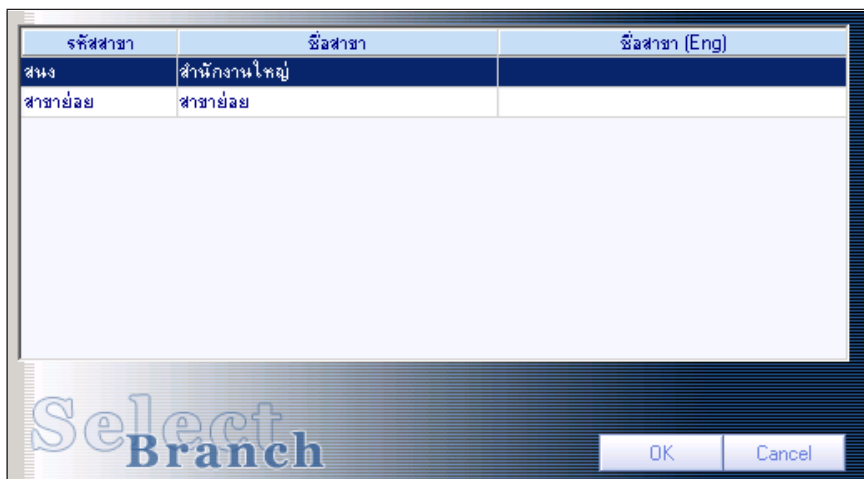 รหัสสาขา ชื่อสาขา ชื่อสาขา (Eng)
สนง สำนักงานใหญ่
สาขาย่อย สาขาย่อย
Select
Branch
OK Cancel